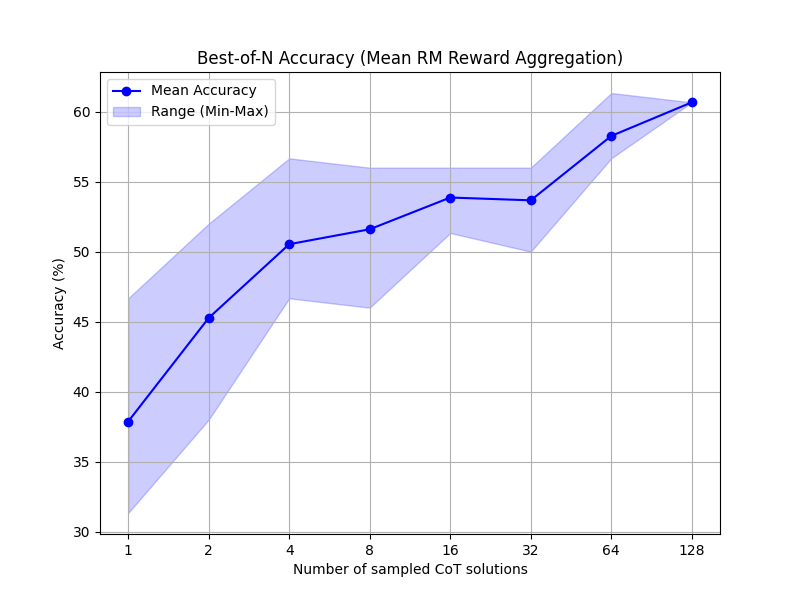 Best-of-N Accuracy (Mean RM Reward Aggregation)
Mean Accuracy
Range (Min-Max)
Accuracy (%)
60
55
50
45
40
35
30
1 2 4 8 16 32 64 128
Number of sampled CoT solutions